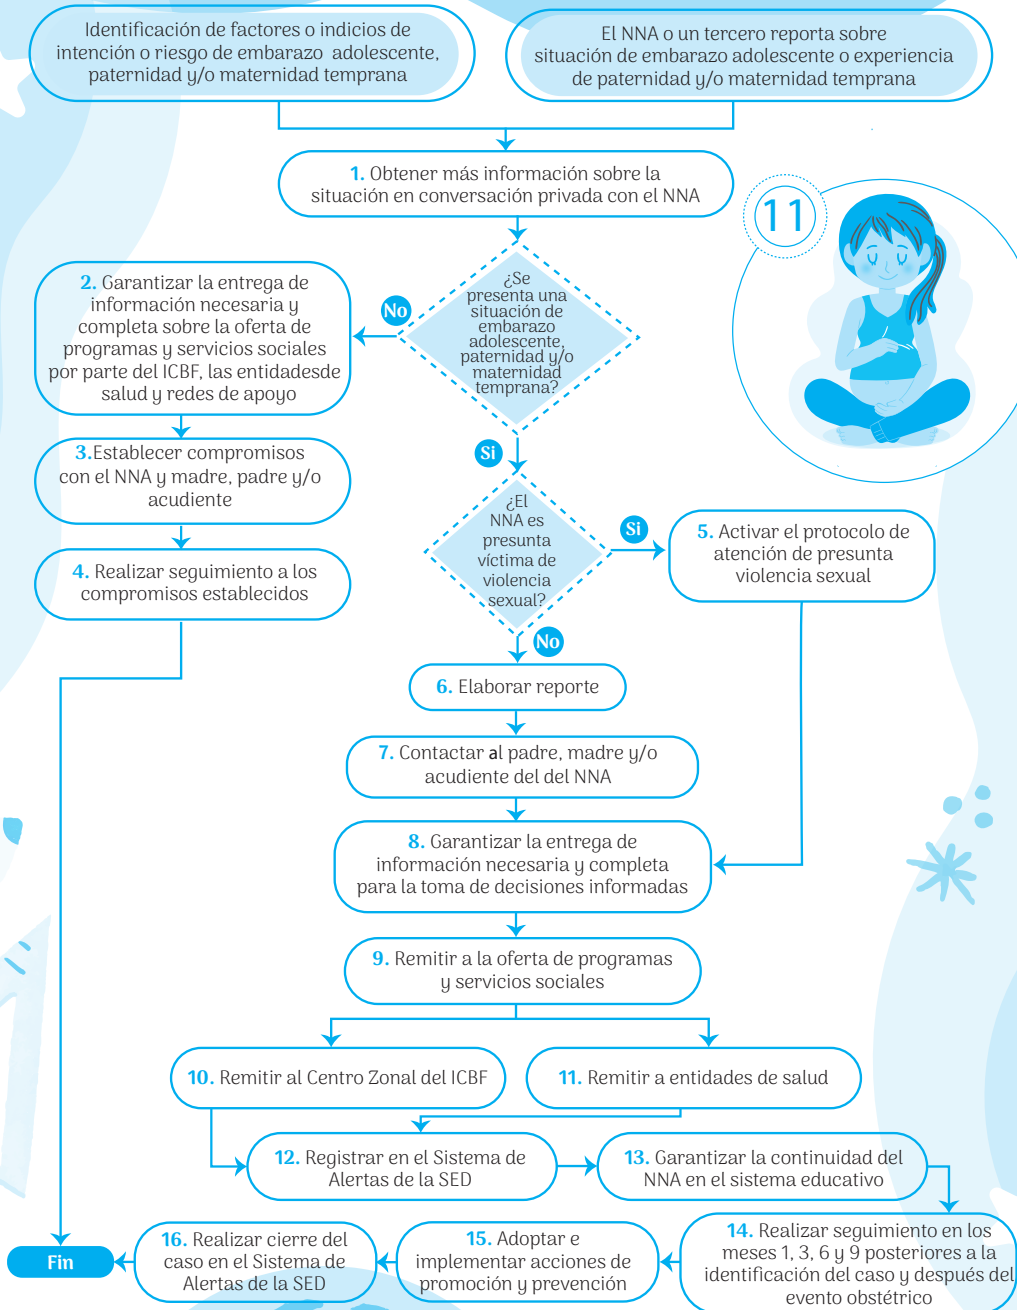 Identificación de factores o indicios de
intención o riesgo de embarazo adolescente,
paternidad y/o maternidad temprana
El NNA o un tercero reporta sobre
situación de embarazo adolescente o experiencia
de paternidad y/o maternidad temprana
1. Obtener más información sobre la
situación en conversación privada con el NNA
11
¿Se
presenta una
situación de
embarazo
adolescente,
paternidad y/o
maternidad
temprana?
No
2. Garantizar la entrega de
información necesaria y
completa sobre la oferta de
programas y servicios sociales
por parte del ICBF, las entidadesde
salud y redes de apoyo
3.Establecer compromisos
con el NNA y madre, padre y/o
acudiente
4. Realizar seguimiento a los
compromisos establecidos
Si
¿El
NNA es
presunta
víctima de
violencia
sexual?
Si
5. Activar el protocolo de
atención de presunta
violencia sexual
No
6. Elaborar reporte
7. Contactar al padre, madre y/o
acudiente del del NNA
8. Garantizar la entrega de
información necesaria y completa
para la toma de decisiones informadas
9. Remitir a la oferta de programas
y servicios sociales
10. Remitir al Centro Zonal del ICBF
11. Remitir a entidades de salud
12. Registrar en el Sistema de
Alertas de la SED
13. Garantizar la continuidad del
NNA en el sistema educativo
14. Realizar seguimiento en los
meses 1, 3, 6 y 9 posteriores a la
identificación del caso y después del
evento obstétrico
15. Adoptar e
implementar acciones de
promoción y prevención
16. Realizar cierre del
caso en el Sistema de
Alertas de la SED
Fin